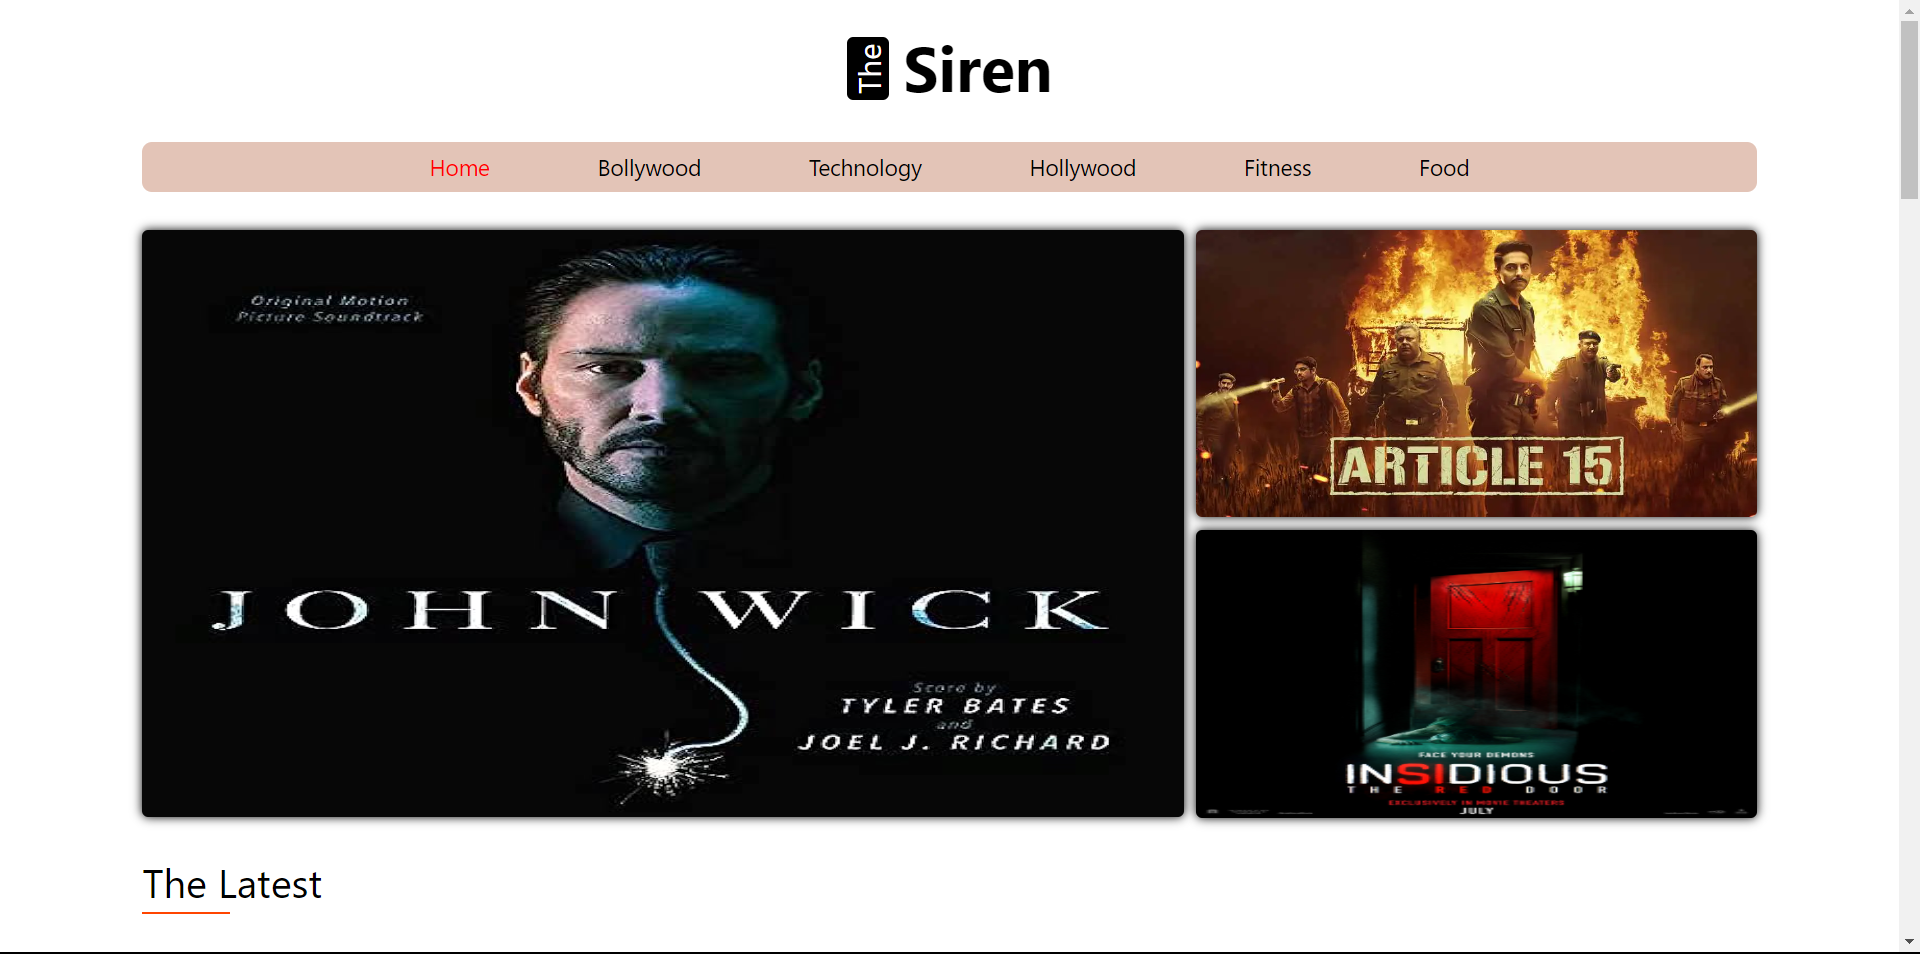 The Siren
Home Bollywood Technology Hollywood Fitness Food
Original Motion
Picture Soundtrack
JOHN WICK
Score by
TYLER BATES
and
JOEL J. RICHARD
ARTICLE 15
FACE YOUR DEMONS
INSIDIOUS
THE RED DOOR
EXCLUSIVELY IN MOVIE THEATERS
JULY
The Latest